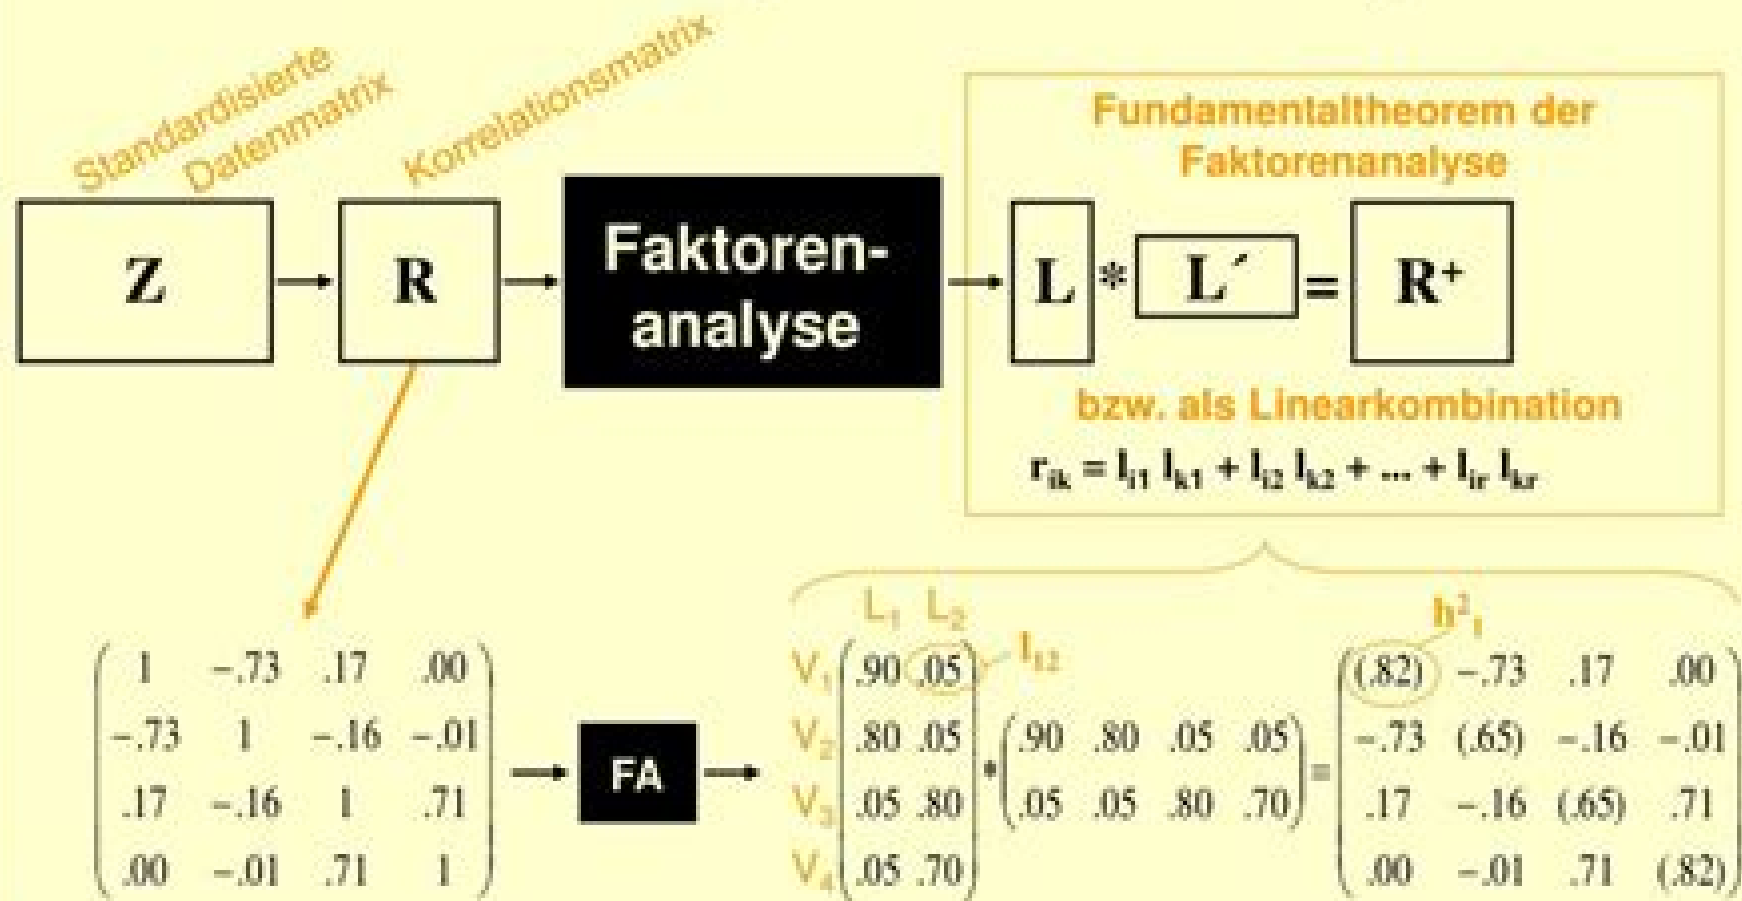 Standardisierte
Datenmatrix
Korrelationsmatrix
Fundamentaltheorem der
Faktorenanalyse
Z
R
Faktoren-
analyse
L * L´ = R⁺
bzw. als Linearkombination
rᵢₖ = lᵢ₁ lₖ₁ + lᵢ₂ lₖ₂ + ... + lᵢᵣ lₖᵣ
1 -.73 .17 .00
-.73 1 -.16 -.01
.17 -.16 1 .71
.00 -.01 .71 1
FA
L₁ L₂
l₁₂
V₁ .90 .05
V₂ .80 .05
V₃ .05 .80
V₄ .05 .70
*
.90 .80 .05 .05
.05 .05 .80 .70
=
h²₁
(.82) -.73 .17 .00
-.73 (.65) -.16 -.01
.17 -.16 (.65) .71
.00 -.01 .71 (.82)